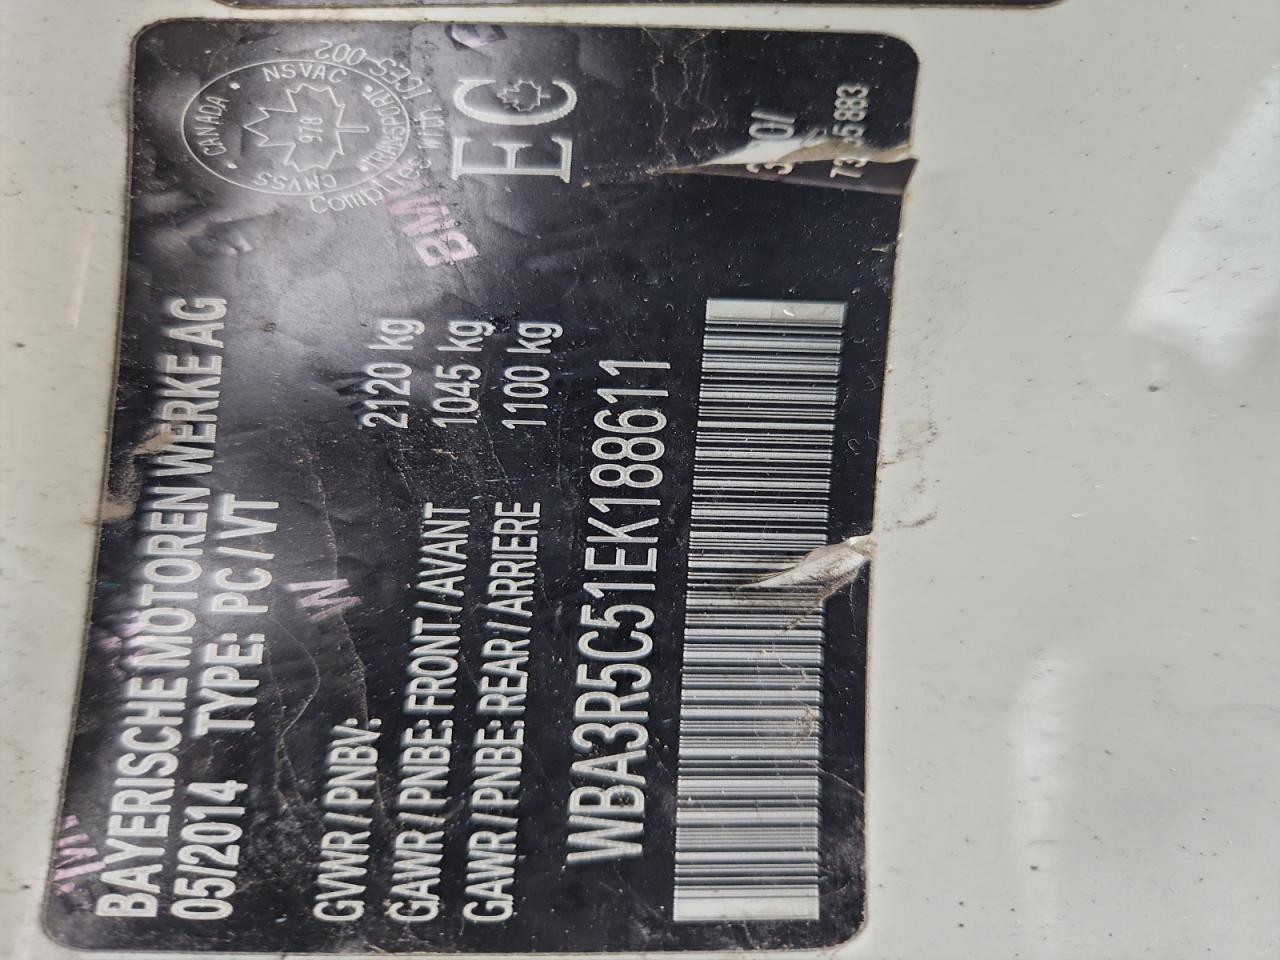 BAYERISCHE MOTOREN WERKE AG
05/2014 TYPE: PC / VT
GVWR / PNBV: 2120 kg
GAWR / PNBE: FRONT / AVANT 1045 kg
GAWR / PNBE: REAR / ARRIERE 1100 kg
WBA3R5C51EK188611
CANADA • NSVAC • TRANSPORT • CMVSS
978
Complies with ICES-002
EC
BMW